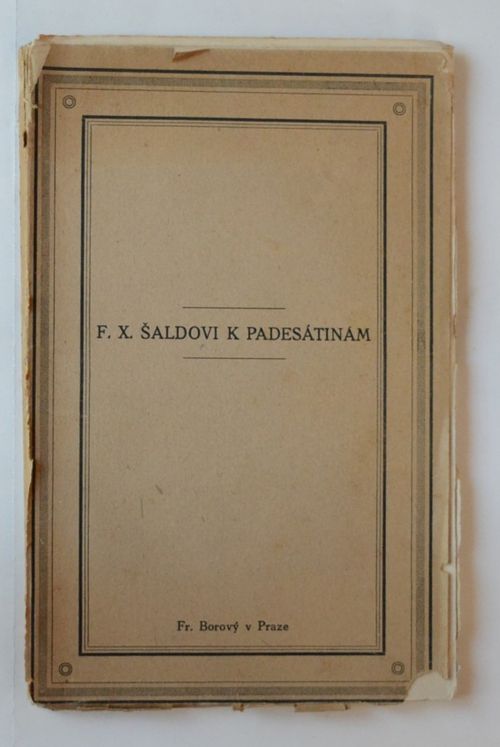 F. X. ŠALDOVI K PADESÁTINÁM
Fr. Borový v Praze